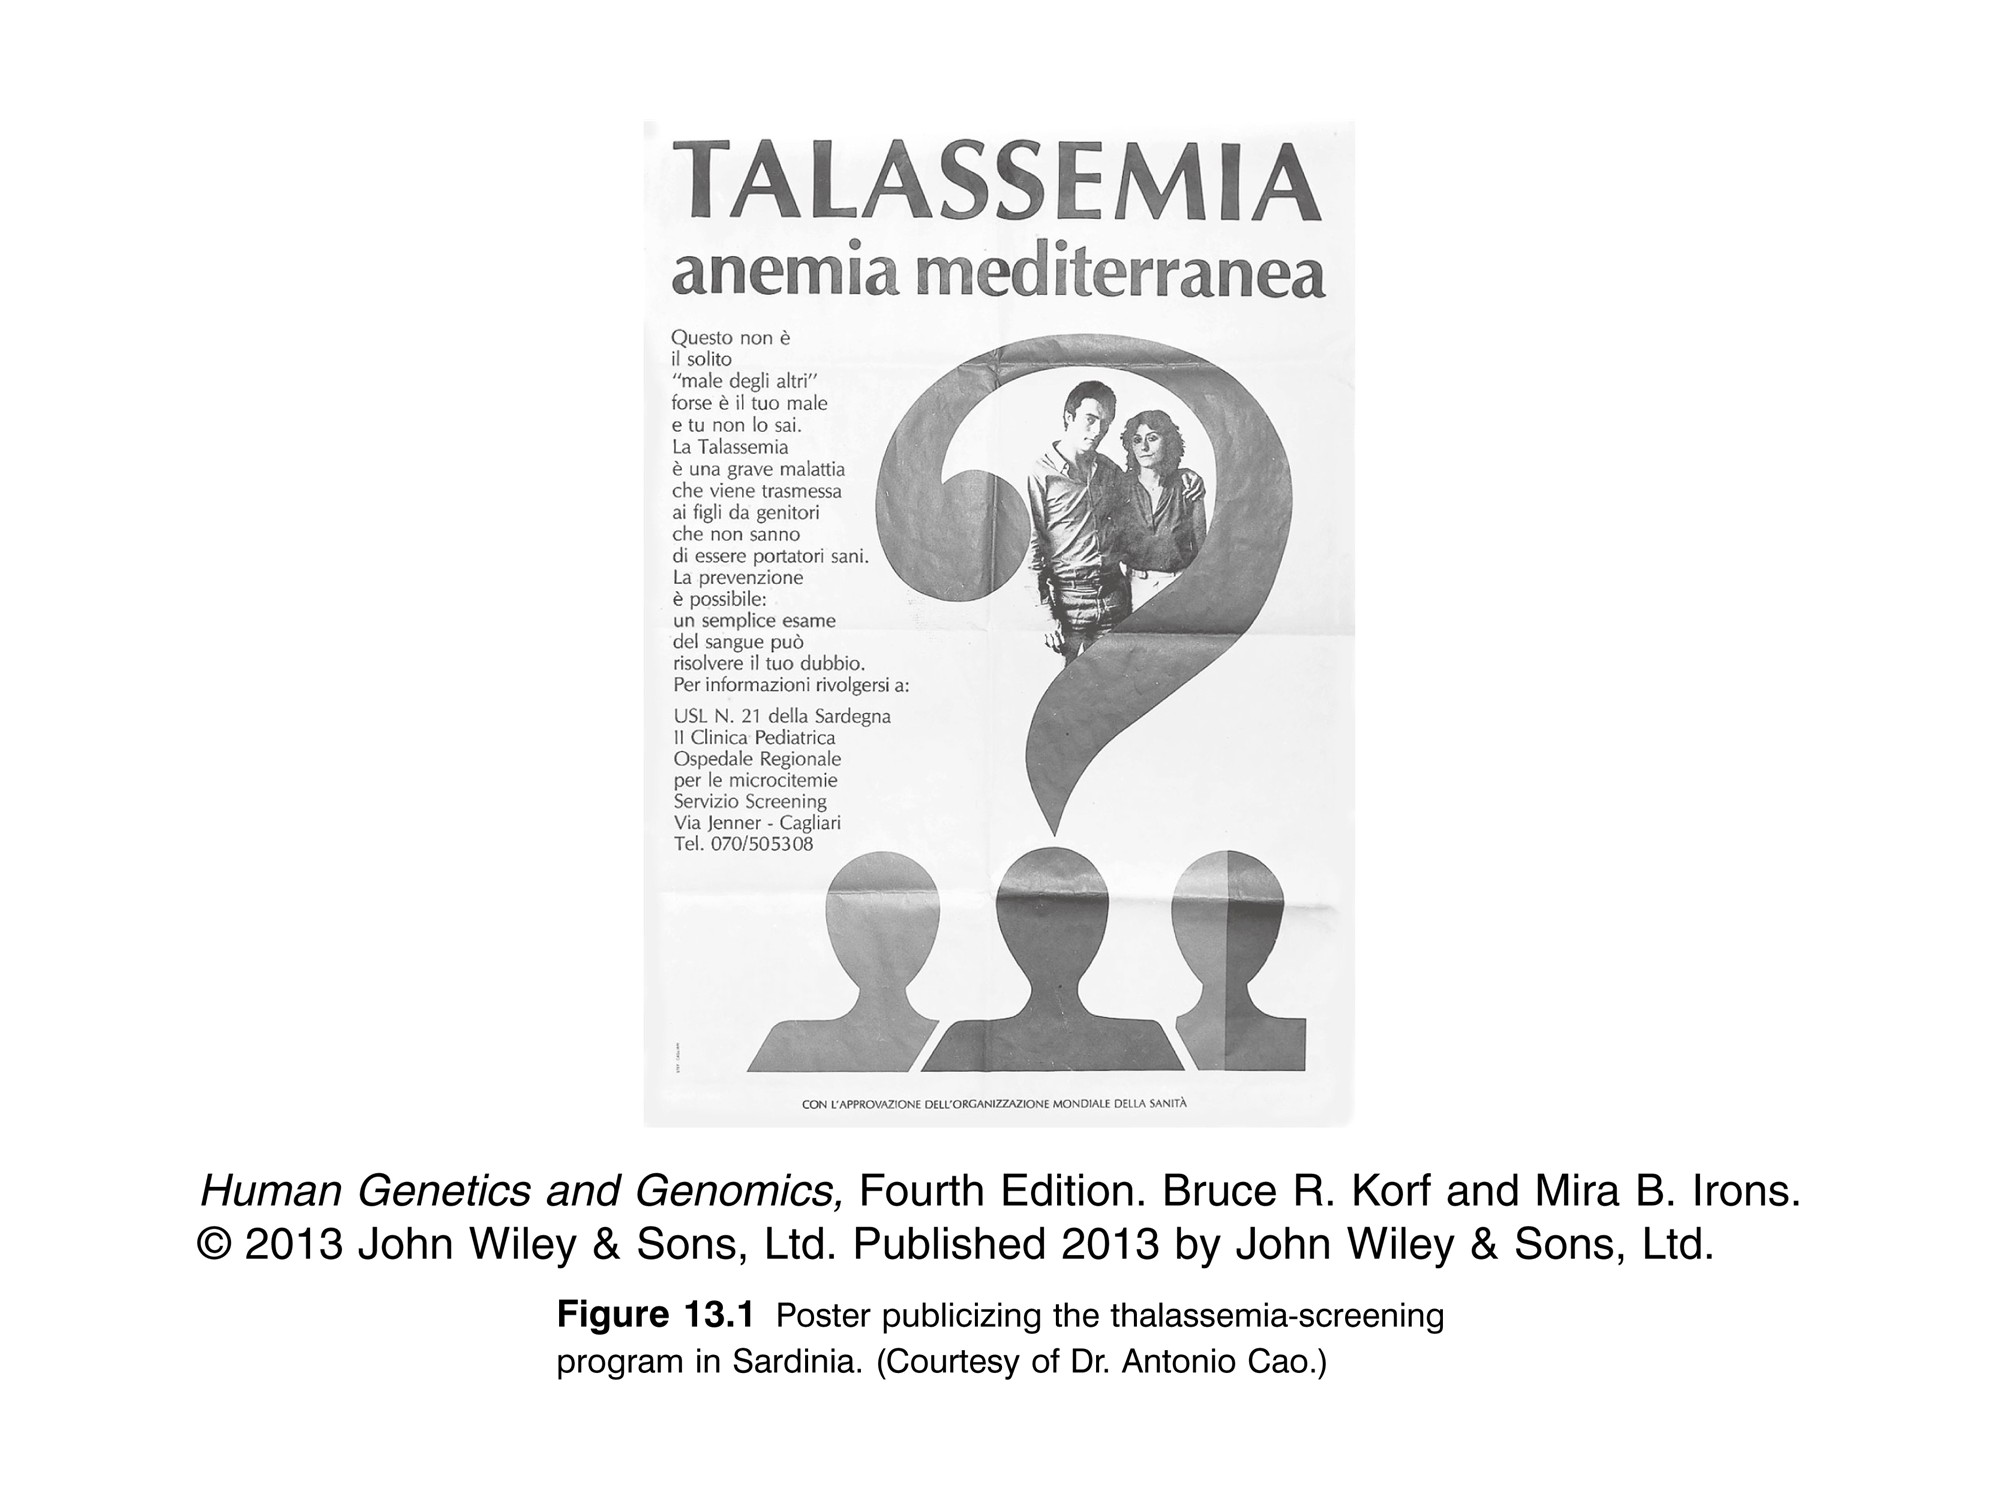 TALASSEMIA
anemia mediterranea
Questo non è
il solito
“male degli altri”
forse è il tuo male
e tu non lo sai.
La Talassemia
è una grave malattia
che viene trasmessa
ai figli da genitori
che non sanno
di essere portatori sani.
La prevenzione
è possibile:
un semplice esame
del sangue può
risolvere il tuo dubbio.
Per informazioni rivolgersi a:
USL N. 21 della Sardegna
II Clinica Pediatrica
Ospedale Regionale
per le microcitemie
Servizio Screening
Via Jenner - Cagliari
Tel. 070/505308
CON L'APPROVAZIONE DELL'ORGANIZZAZIONE MONDIALE DELLA SANITÀ
Human Genetics and Genomics, Fourth Edition. Bruce R. Korf and Mira B. Irons.
© 2013 John Wiley & Sons, Ltd. Published 2013 by John Wiley & Sons, Ltd.
Figure 13.1 Poster publicizing the thalassemia-screening
program in Sardinia. (Courtesy of Dr. Antonio Cao.)